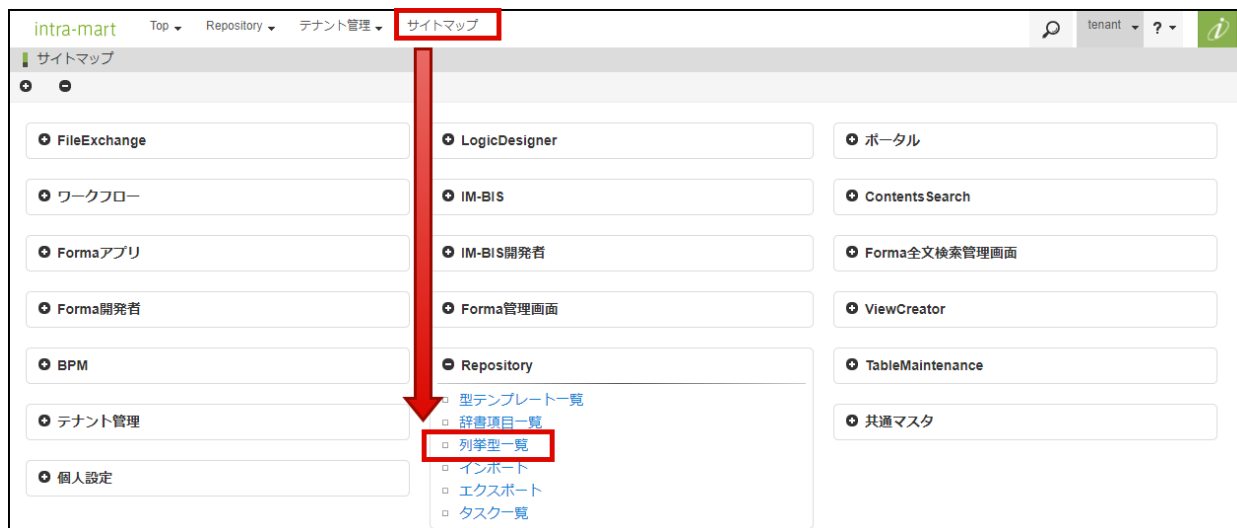 intra-mart Top Repository テナント管理 サイトマップ tenant ?
サイトマップ
FileExchange LogicDesigner ポータル
ワークフロー IM-BIS ContentsSearch
Formaアプリ IM-BIS開発者 Forma全文検索管理画面
Forma開発者 Forma管理画面 ViewCreator
BPM Repository TableMaintenance
型テンプレート一覧
辞書項目一覧
テナント管理 共通マスタ
列挙型一覧
インポート
個人設定
エクスポート
タスク一覧